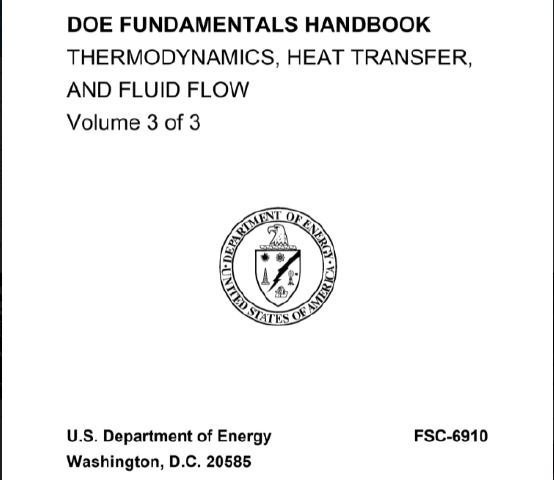 DOE FUNDAMENTALS HANDBOOK
THERMODYNAMICS, HEAT TRANSFER,
AND FLUID FLOW
Volume 3 of 3
DEPARTMENT OF ENERGY
UNITED STATES OF AMERICA
U.S. Department of Energy
FSC-6910
Washington, D.C. 20585